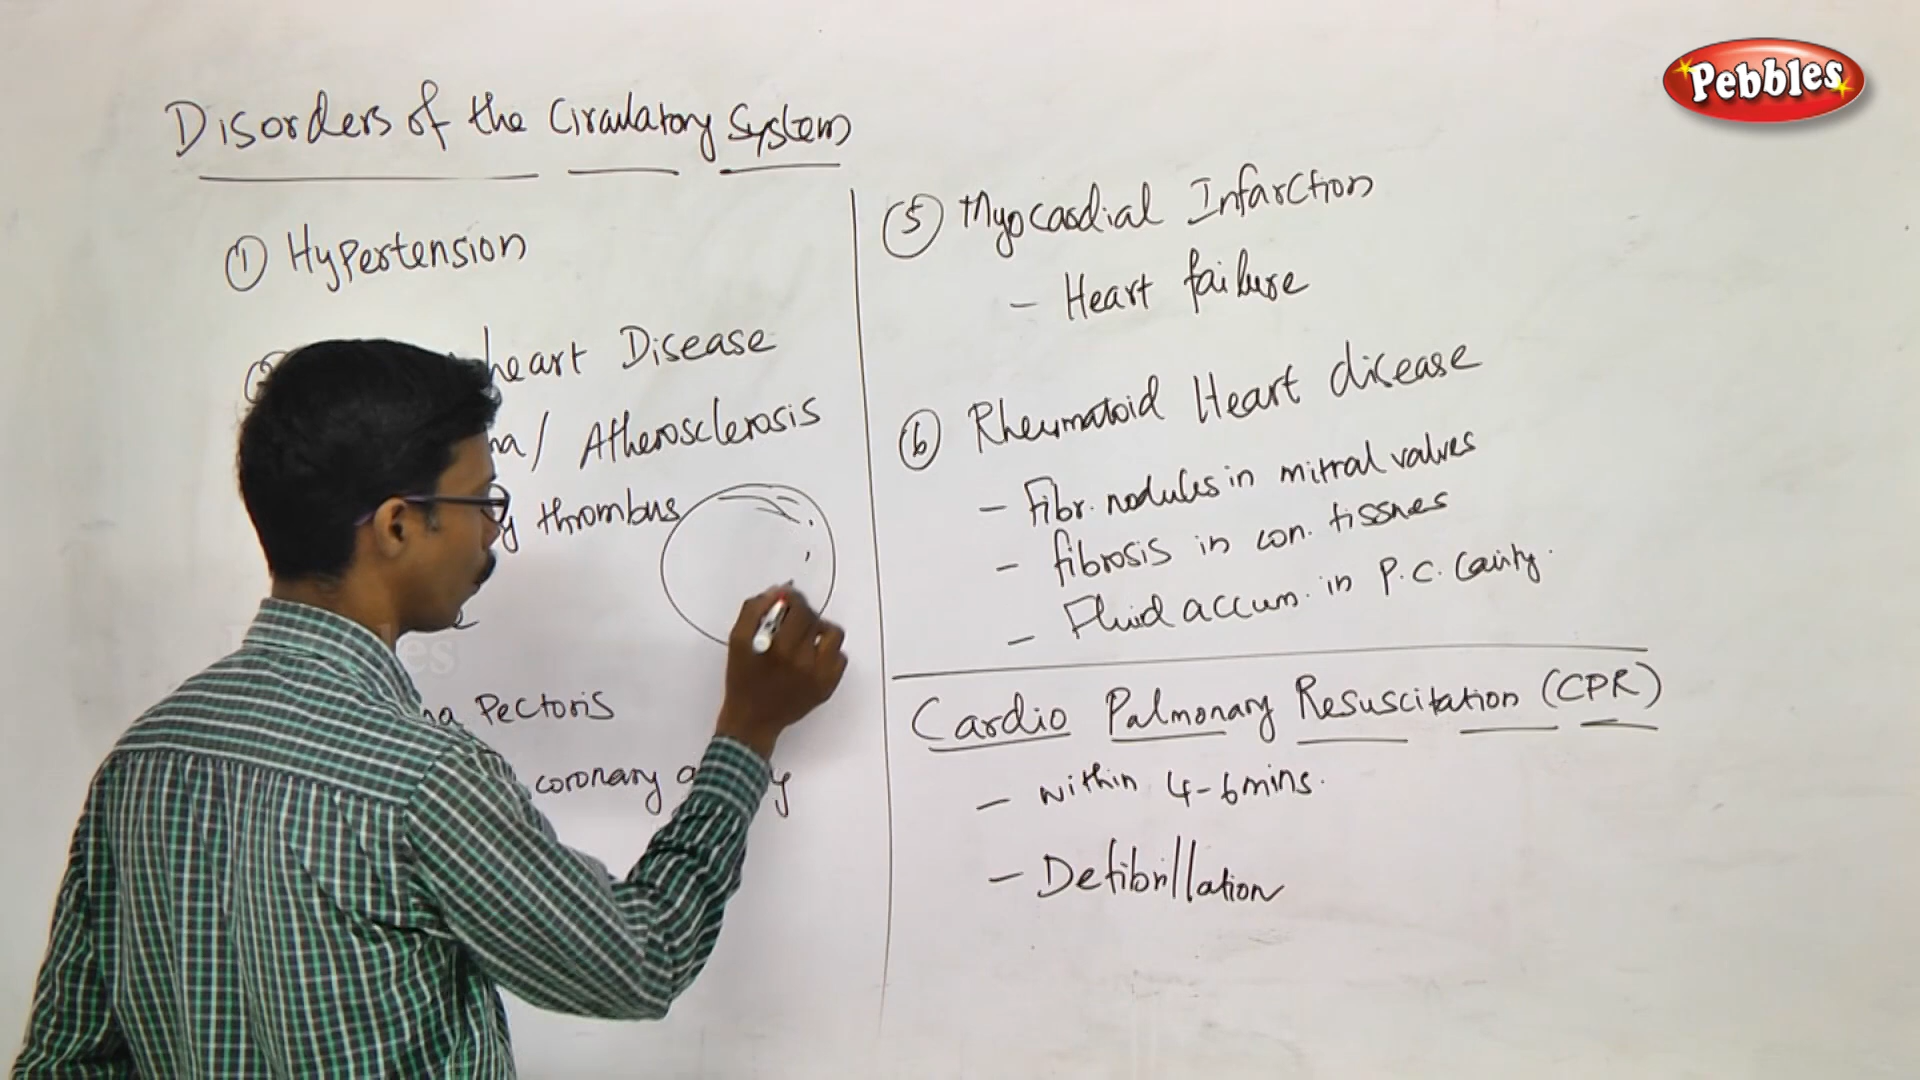 Pebbles
Disorders of the Circulatory System
① Hypertension
heart Disease
/ Atherosclerosis
thrombus
Pectoris
coronary
⑤ Myocardial Infarction
- Heart failure
⑥ Rheumatoid Heart disease
- Fibr. nodules in mitral valves
- fibrosis in con. tissues
- Fluid accum. in P.C. Cavity.
Cardio Pulmonary Resuscitation (CPR)
- within 4-6mins.
- Defibrillation